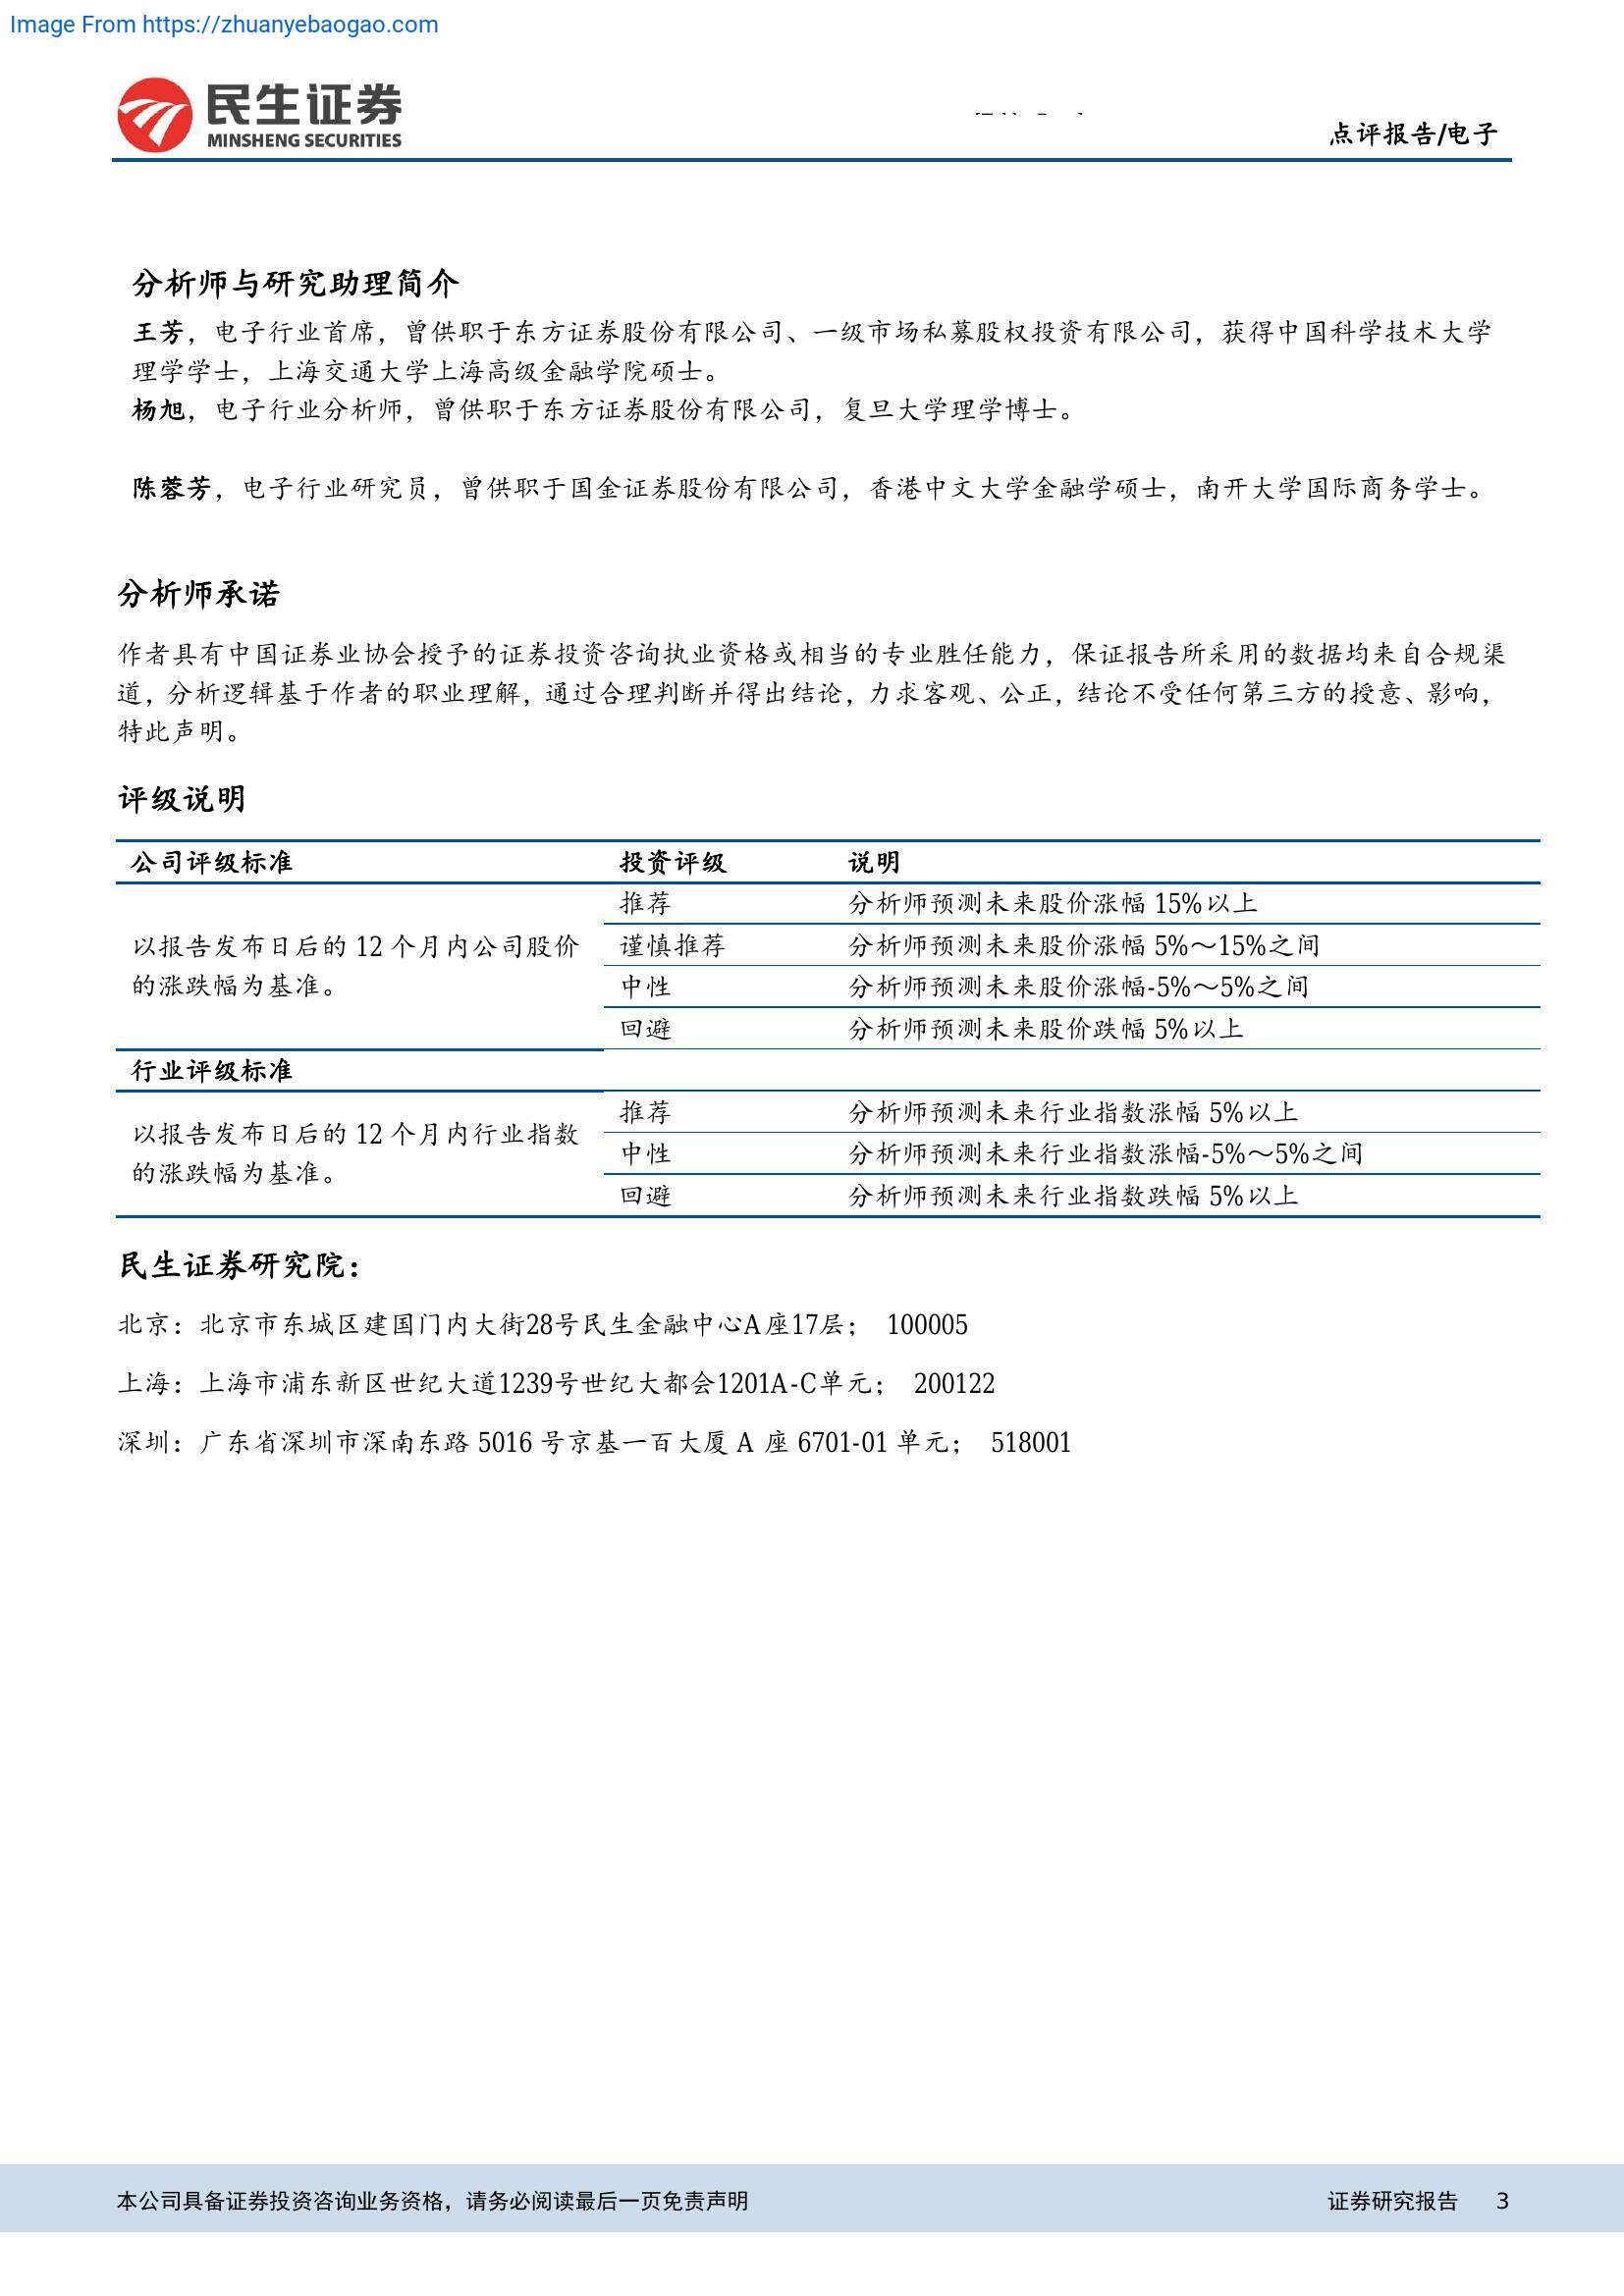 Image From https://zhuanyebaogao.com
民生证券
MINSHENG SECURITIES
点评报告/电子
分析师与研究助理简介
王芳，电子行业首席，曾供职于东方证券股份有限公司、一级市场私募股权投资有限公司，获得中国科学技术大学
理学学士，上海交通大学上海高级金融学院硕士。
杨旭，电子行业分析师，曾供职于东方证券股份有限公司，复旦大学理学博士。
陈蓉芳，电子行业研究员，曾供职于国金证券股份有限公司，香港中文大学金融学硕士，南开大学国际商务学士。
分析师承诺
作者具有中国证券业协会授予的证券投资咨询执业资格或相当的专业胜任能力，保证报告所采用的数据均来自合规渠
道，分析逻辑基于作者的职业理解，通过合理判断并得出结论，力求客观、公正，结论不受任何第三方的授意、影响，
特此声明。
评级说明
公司评级标准 投资评级 说明
以报告发布日后的 12 个月内公司股价
的涨跌幅为基准。
推荐 分析师预测未来股价涨幅 15%以上
谨慎推荐 分析师预测未来股价涨幅 5%～15%之间
中性 分析师预测未来股价涨幅-5%～5%之间
回避 分析师预测未来股价跌幅 5%以上
行业评级标准
以报告发布日后的 12 个月内行业指数
的涨跌幅为基准。
推荐 分析师预测未来行业指数涨幅 5%以上
中性 分析师预测未来行业指数涨幅-5%～5%之间
回避 分析师预测未来行业指数跌幅 5%以上
民生证券研究院：
北京：北京市东城区建国门内大街28号民生金融中心A座17层； 100005
上海：上海市浦东新区世纪大道1239号世纪大都会1201A-C单元； 200122
深圳：广东省深圳市深南东路 5016 号京基一百大厦 A 座 6701-01 单元； 518001
本公司具备证券投资咨询业务资格，请务必阅读最后一页免责声明 证券研究报告 3